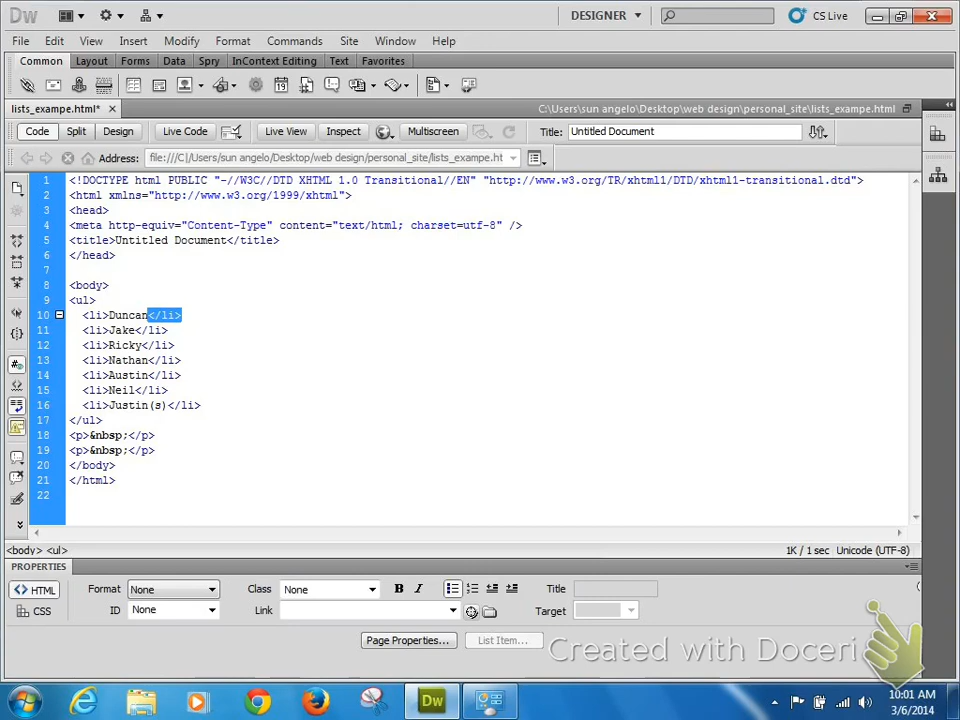 Dw
DESIGNER
CS Live
File Edit View Insert Modify Format Commands Site Window Help
Common Layout Forms Data Spry InContext Editing Text Favorites
19
lists_exampe.html*
C:\Users\sun angelo\Desktop\web design\personal_site\lists_exampe.html
Code Split Design Live Code Live View Inspect Multiscreen Title: Untitled Document
Address: file:///C|/Users/sun angelo/Desktop/web design/personal_site/lists_exampe.ht
1 <!DOCTYPE html PUBLIC "-//W3C//DTD XHTML 1.0 Transitional//EN" "http://www.w3.org/TR/xhtml1/DTD/xhtml1-transitional.dtd">
2 <html xmlns="http://www.w3.org/1999/xhtml">
3 <head>
4 <meta http-equiv="Content-Type" content="text/html; charset=utf-8" />
5 <title>Untitled Document</title>
6 </head>
7
8 <body>
9 <ul>
10 <li>Duncan</li>
11 <li>Jake</li>
12 <li>Ricky</li>
13 <li>Nathan</li>
14 <li>Austin</li>
15 <li>Neil</li>
16 <li>Justin(s)</li>
17 </ul>
18 <p>&nbsp;</p>
19 <p>&nbsp;</p>
20 </body>
21 </html>
22
<body> <ul>
1K / 1 sec Unicode (UTF-8)
PROPERTIES
<> HTML Format None Class None B I Title
CSS ID None Link Target
Page Properties... List Item...
Created with Doceri
Dw
10:01 AM
3/6/2014